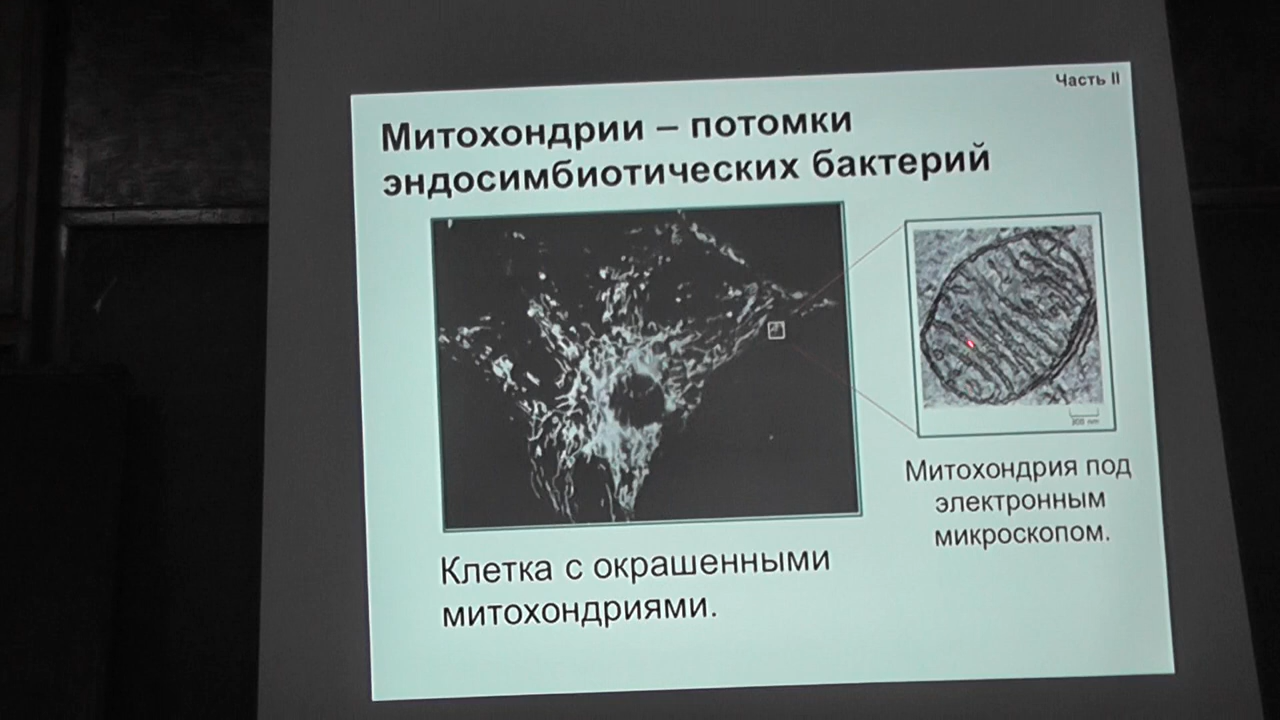 Часть II
Митохондрии – потомки
эндосимбиотических бактерий
Митохондрия под
электронным
микроскопом.
Клетка с окрашенными
митохондриями.